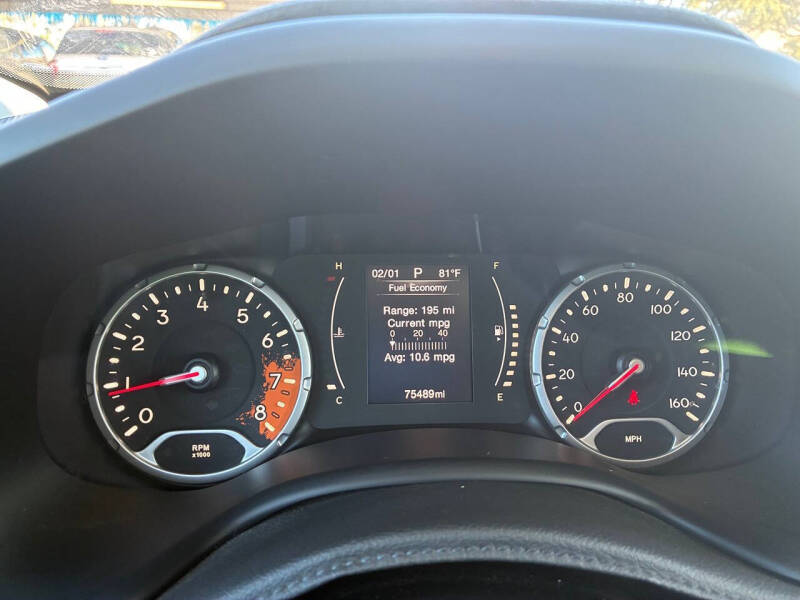 02/01 P 81°F
Fuel Economy
Range: 195 mi
Current mpg
0 20 40
Avg: 10.6 mpg
75489mi
H
C
F
E
0 1 2 3 4 5 6 7 8
RPM
x1000
0 20 40 60 80 100 120 140 160
MPH